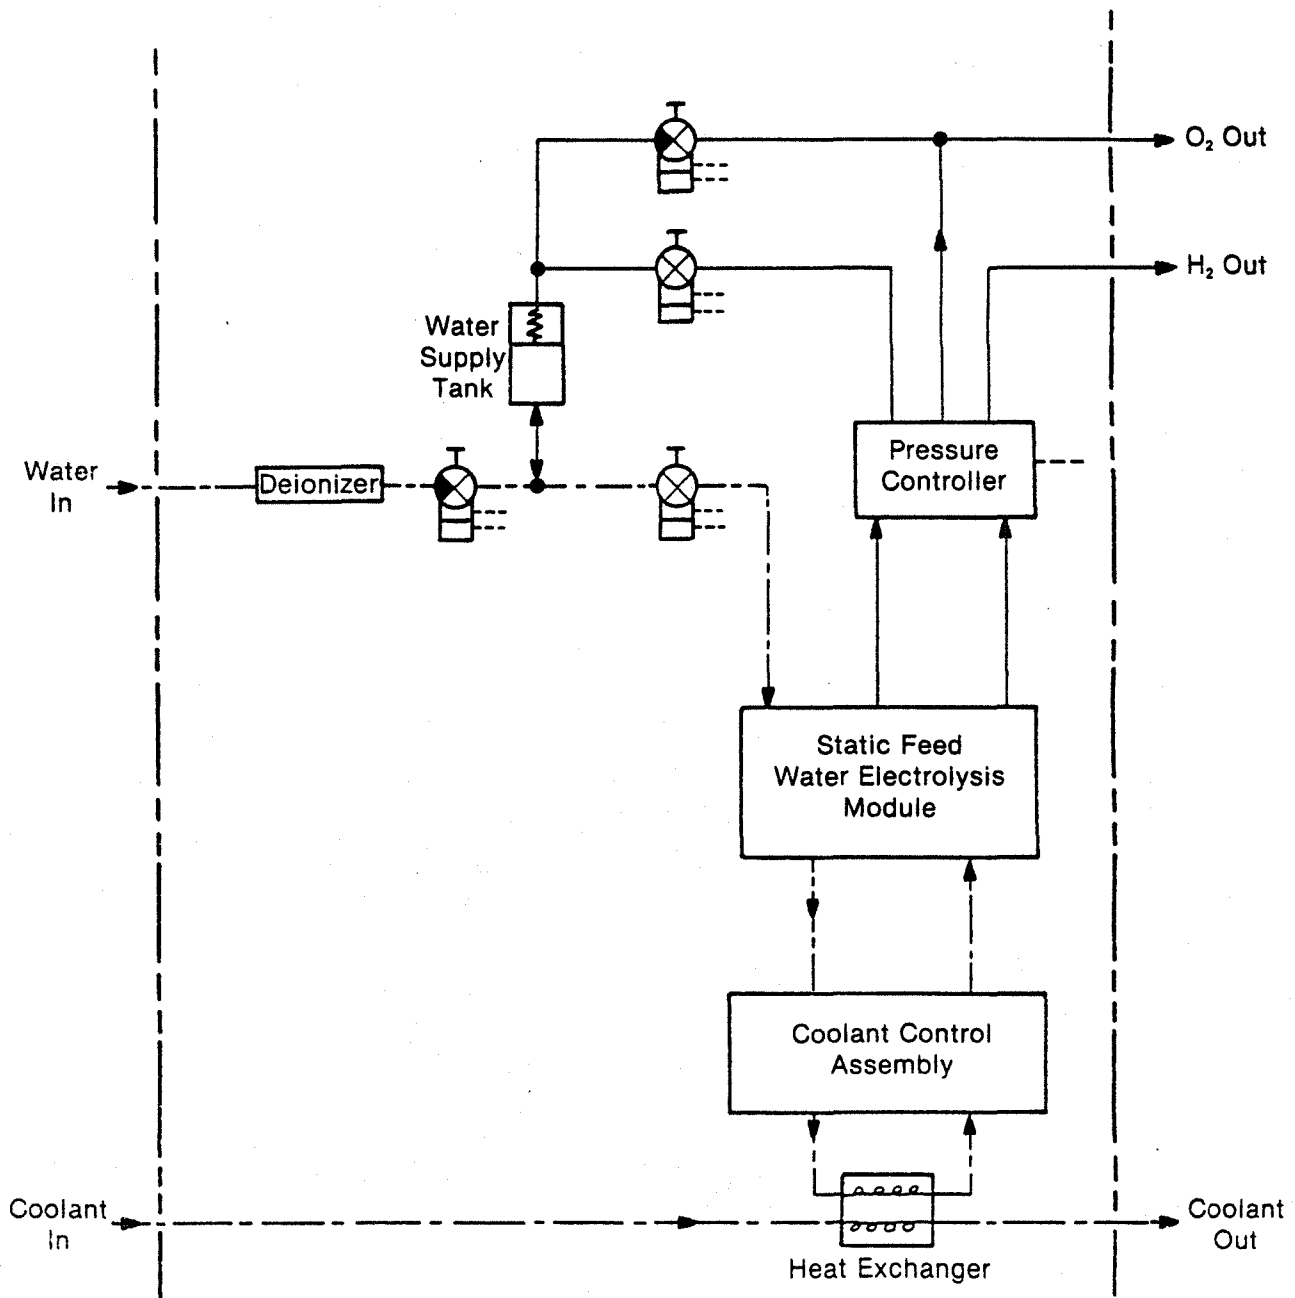 O₂ Out
H₂ Out
Water
Supply
Tank
Pressure
Controller
Water
In
Deionizer
Static Feed
Water Electrolysis
Module
Coolant Control
Assembly
Coolant
In
Coolant
Out
Heat Exchanger